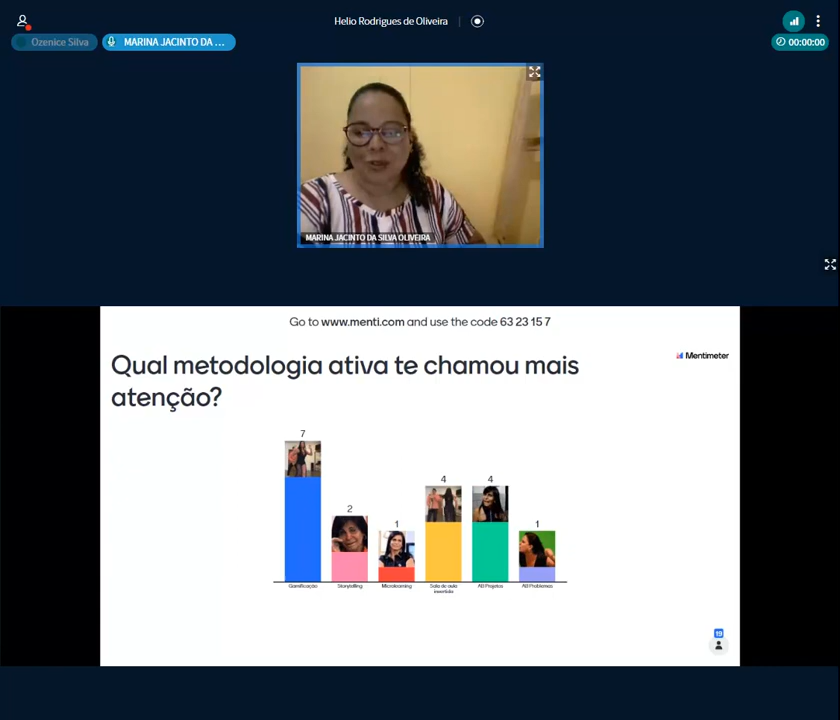 Helio Rodrigues de Oliveira
Ozenice Silva
MARINA JACINTO DA ...
00:00:00
MARINA JACINTO DA SILVA OLIVEIRA
Go to www.menti.com and use the code 63 23 15 7
Mentimeter
Qual metodologia ativa te chamou mais
atenção?
7
2
1
4
4
1
Gamificação
Storytelling
Microlearning
Sala de aula
invertida
AB Projetos
AB Problemas
19